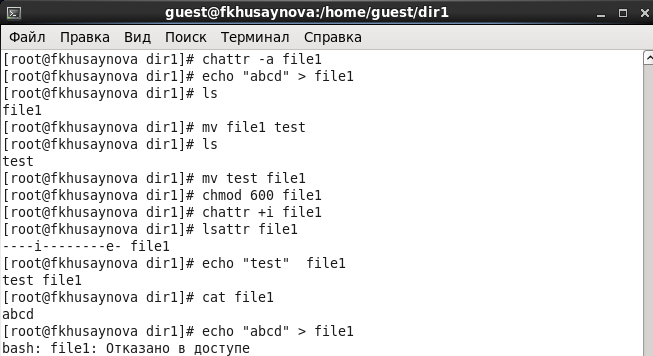 guest@fkhusaynova:/home/guest/dir1
Файл Правка Вид Поиск Терминал Справка
[root@fkhusaynova dir1]# chattr -a file1
[root@fkhusaynova dir1]# echo "abcd" > file1
[root@fkhusaynova dir1]# ls
file1
[root@fkhusaynova dir1]# mv file1 test
[root@fkhusaynova dir1]# ls
test
[root@fkhusaynova dir1]# mv test file1
[root@fkhusaynova dir1]# chmod 600 file1
[root@fkhusaynova dir1]# chattr +i file1
[root@fkhusaynova dir1]# lsattr file1
----i--------e- file1
[root@fkhusaynova dir1]# echo "test"  file1
test file1
[root@fkhusaynova dir1]# cat file1
abcd
[root@fkhusaynova dir1]# echo "abcd" > file1
bash: file1: Отказано в доступе